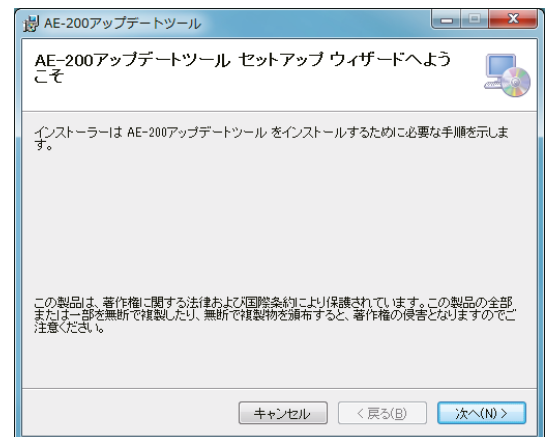 AE-200アップデートツール
AE-200アップデートツール セットアップ ウィザードへよう
こそ
インストーラーは AE-200アップデートツール をインストールするために必要な手順を示しま
す。
この製品は、著作権に関する法律および国際条約により保護されています。この製品の全部
または一部を無断で複製したり、無断で複製物を頒布すると、著作権の侵害となりますのでご
注意ください。
キャンセル
< 戻る(B)
次へ(N) >